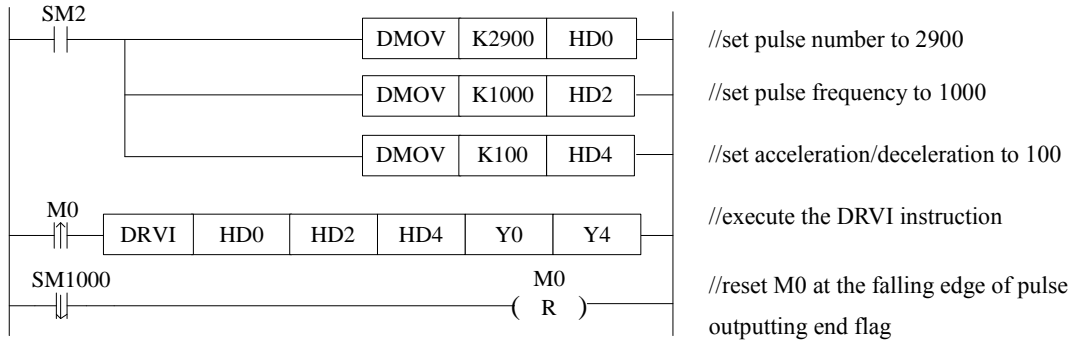 SM2
DMOV K2900 HD0 //set pulse number to 2900
DMOV K1000 HD2 //set pulse frequency to 1000
DMOV K100 HD4 //set acceleration/deceleration to 100
M0
DRVI HD0 HD2 HD4 Y0 Y4 //execute the DRVI instruction
SM1000 M0
( R ) //reset M0 at the falling edge of pulse
outputting end flag